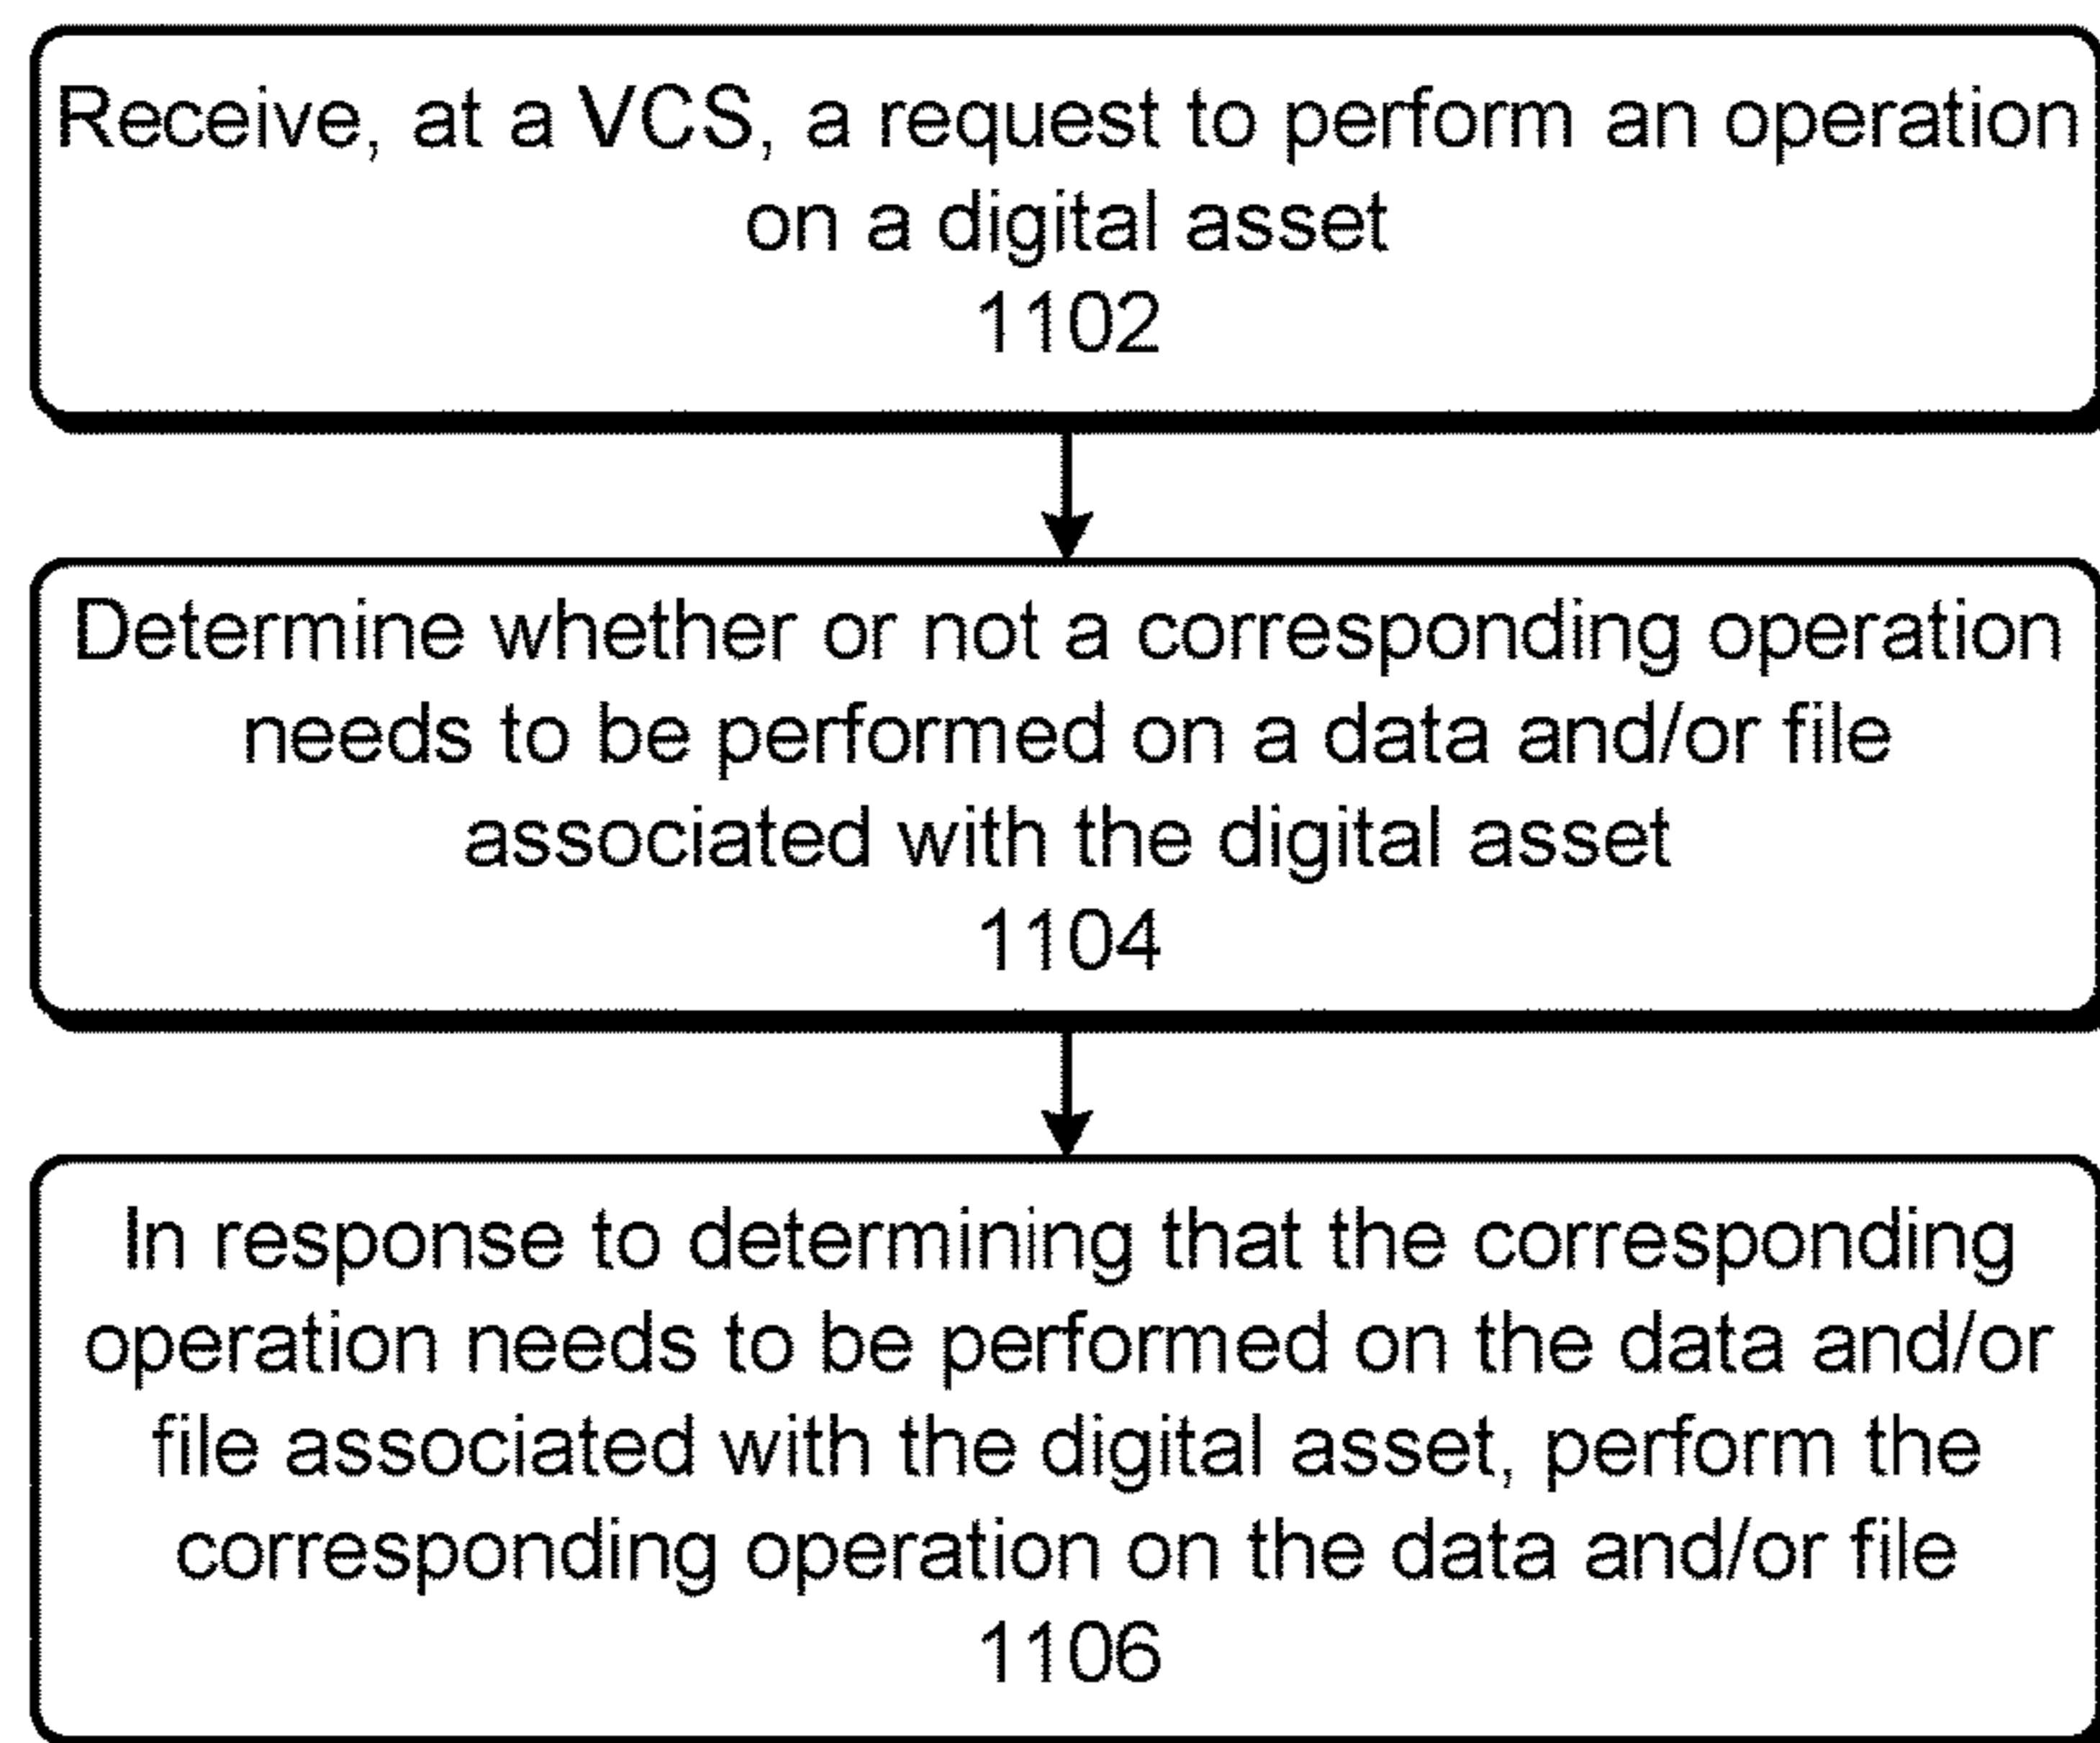 Receive, at a VCS, a request to perform an operation
on a digital asset
1102
Determine whether or not a corresponding operation
needs to be performed on a data and/or file
associated with the digital asset
1104
In response to determining that the corresponding
operation needs to be performed on the data and/or
file associated with the digital asset, perform the
corresponding operation on the data and/or file
1106